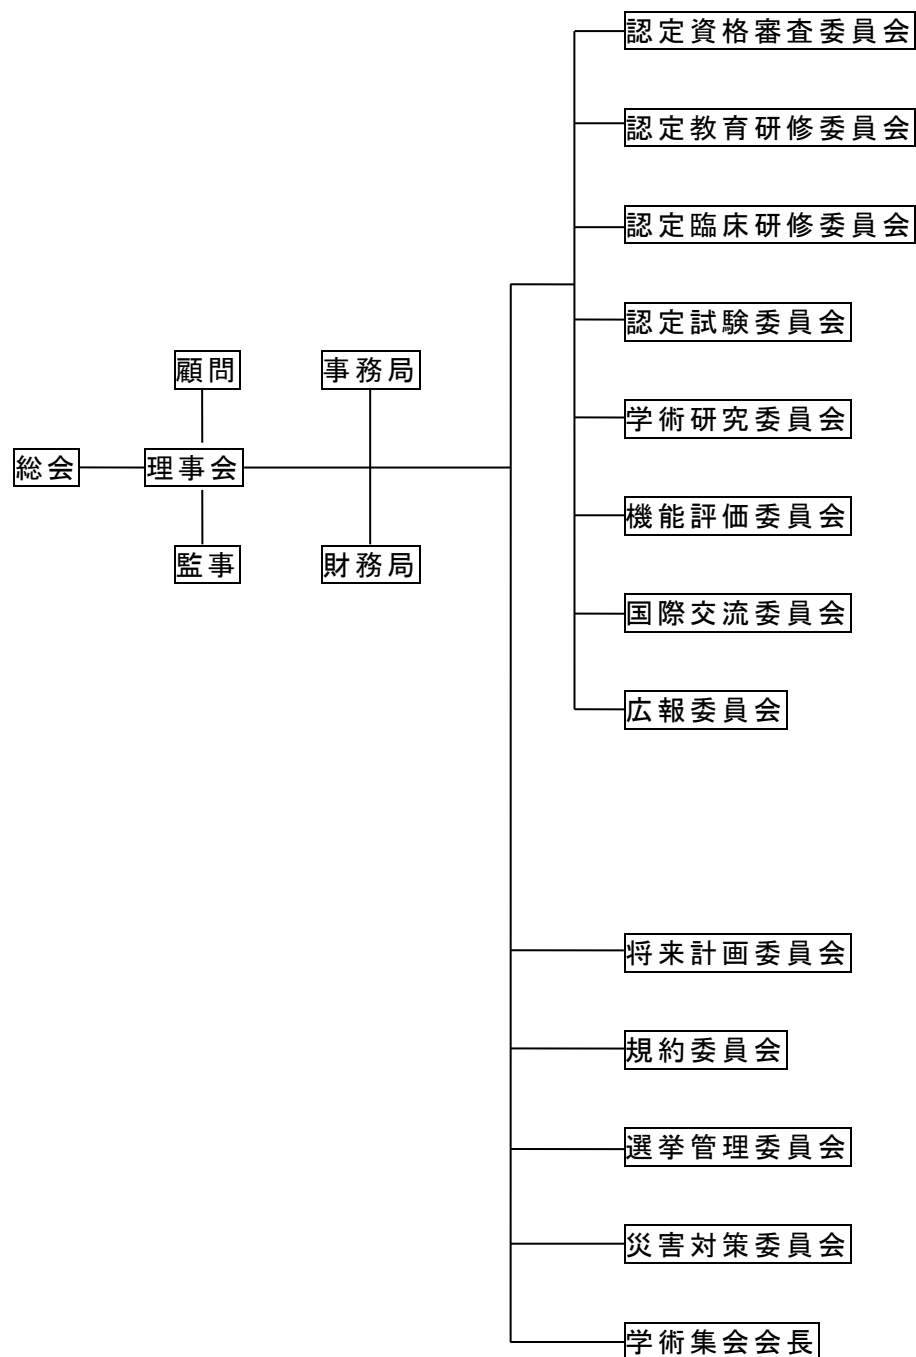 認定資格審査委員会
認定教育研修委員会
認定臨床研修委員会
認定試験委員会
顧問
事務局
学術研究委員会
総会
理事会
機能評価委員会
監事
財務局
国際交流委員会
広報委員会
将来計画委員会
規約委員会
選挙管理委員会
災害対策委員会
学術集会会長